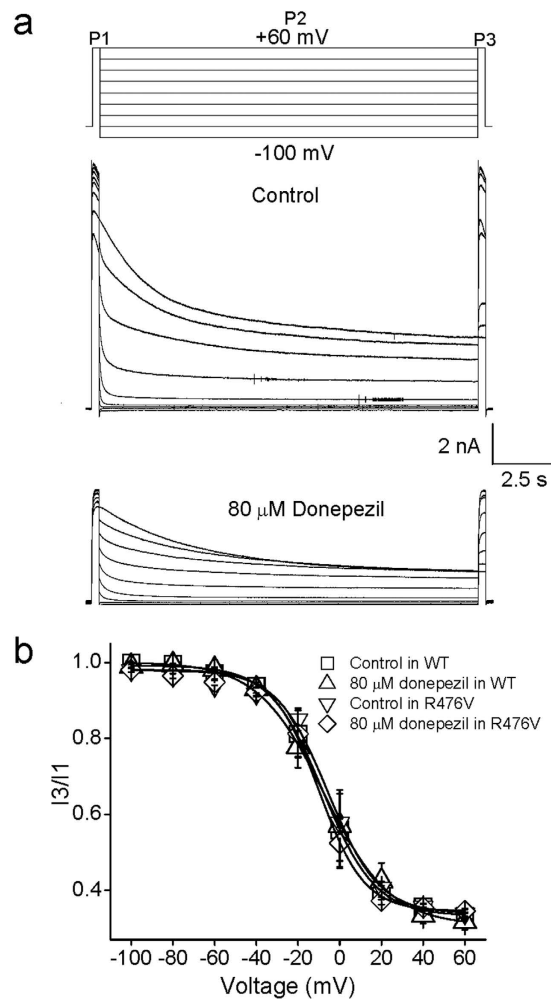 a
P2
P1 +60 mV P3
-100 mV
Control
2 nA
2.5 s
80 μM Donepezil
b
Control in WT
80 μM donepezil in WT
Control in R476V
80 μM donepezil in R476V
1.0
0.8
0.6
0.4
I3/I1
-100 -80 -60 -40 -20 0 20 40 60
Voltage (mV)